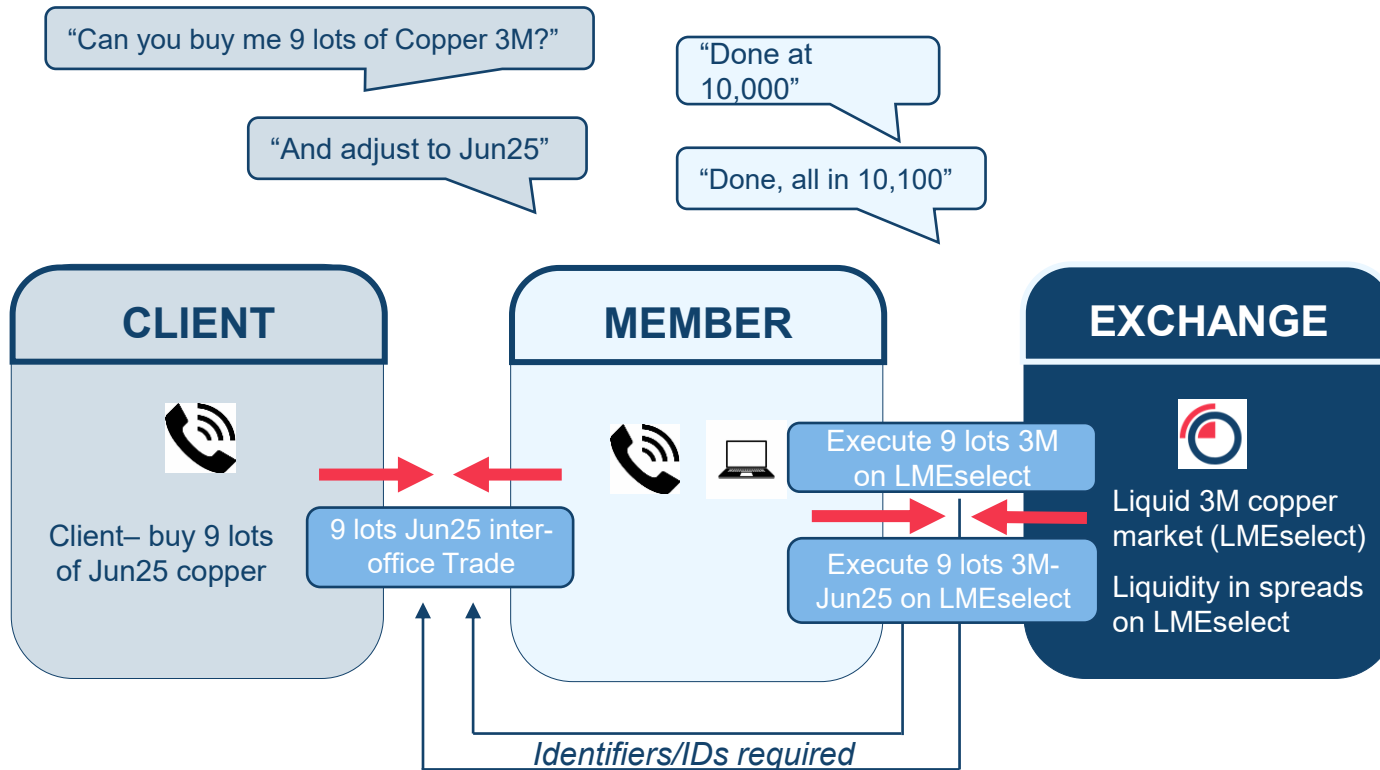 “Can you buy me 9 lots of Copper 3M?”
“Done at
10,000”
“And adjust to Jun25”
“Done, all in 10,100”
CLIENT
MEMBER
EXCHANGE
Client– buy 9 lots
of Jun25 copper
9 lots Jun25 inter-
office Trade
Execute 9 lots 3M
on LMEselect
Execute 9 lots 3M-
Jun25 on LMEselect
Liquid 3M copper
market (LMEselect)
Liquidity in spreads
on LMEselect
Identifiers/IDs required